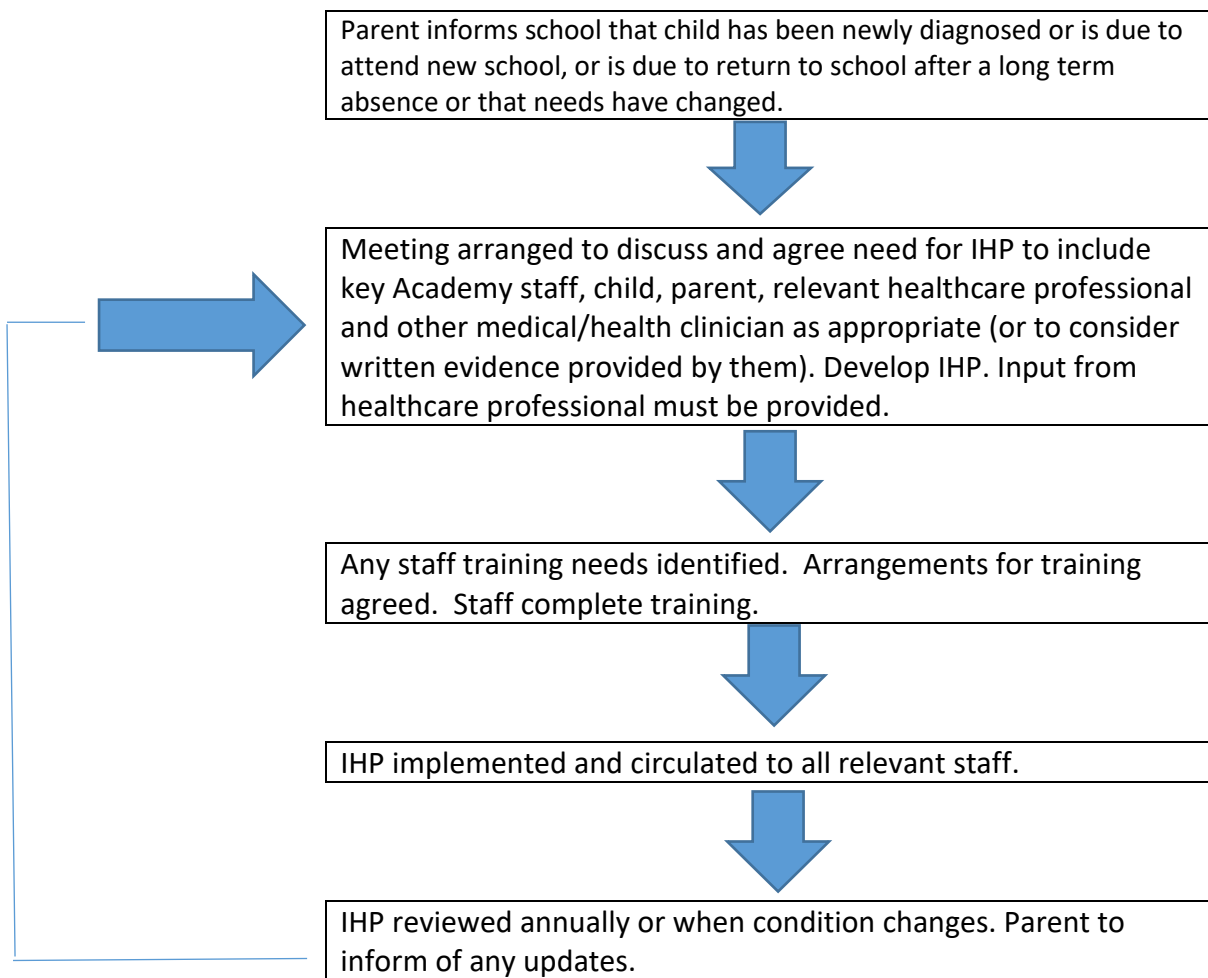 Parent informs school that child has been newly diagnosed or is due to
attend new school, or is due to return to school after a long term
absence or that needs have changed.
Meeting arranged to discuss and agree need for IHP to include
key Academy staff, child, parent, relevant healthcare professional
and other medical/health clinician as appropriate (or to consider
written evidence provided by them). Develop IHP. Input from
healthcare professional must be provided.
Any staff training needs identified.  Arrangements for training
agreed.  Staff complete training.
IHP implemented and circulated to all relevant staff.
IHP reviewed annually or when condition changes. Parent to
inform of any updates.